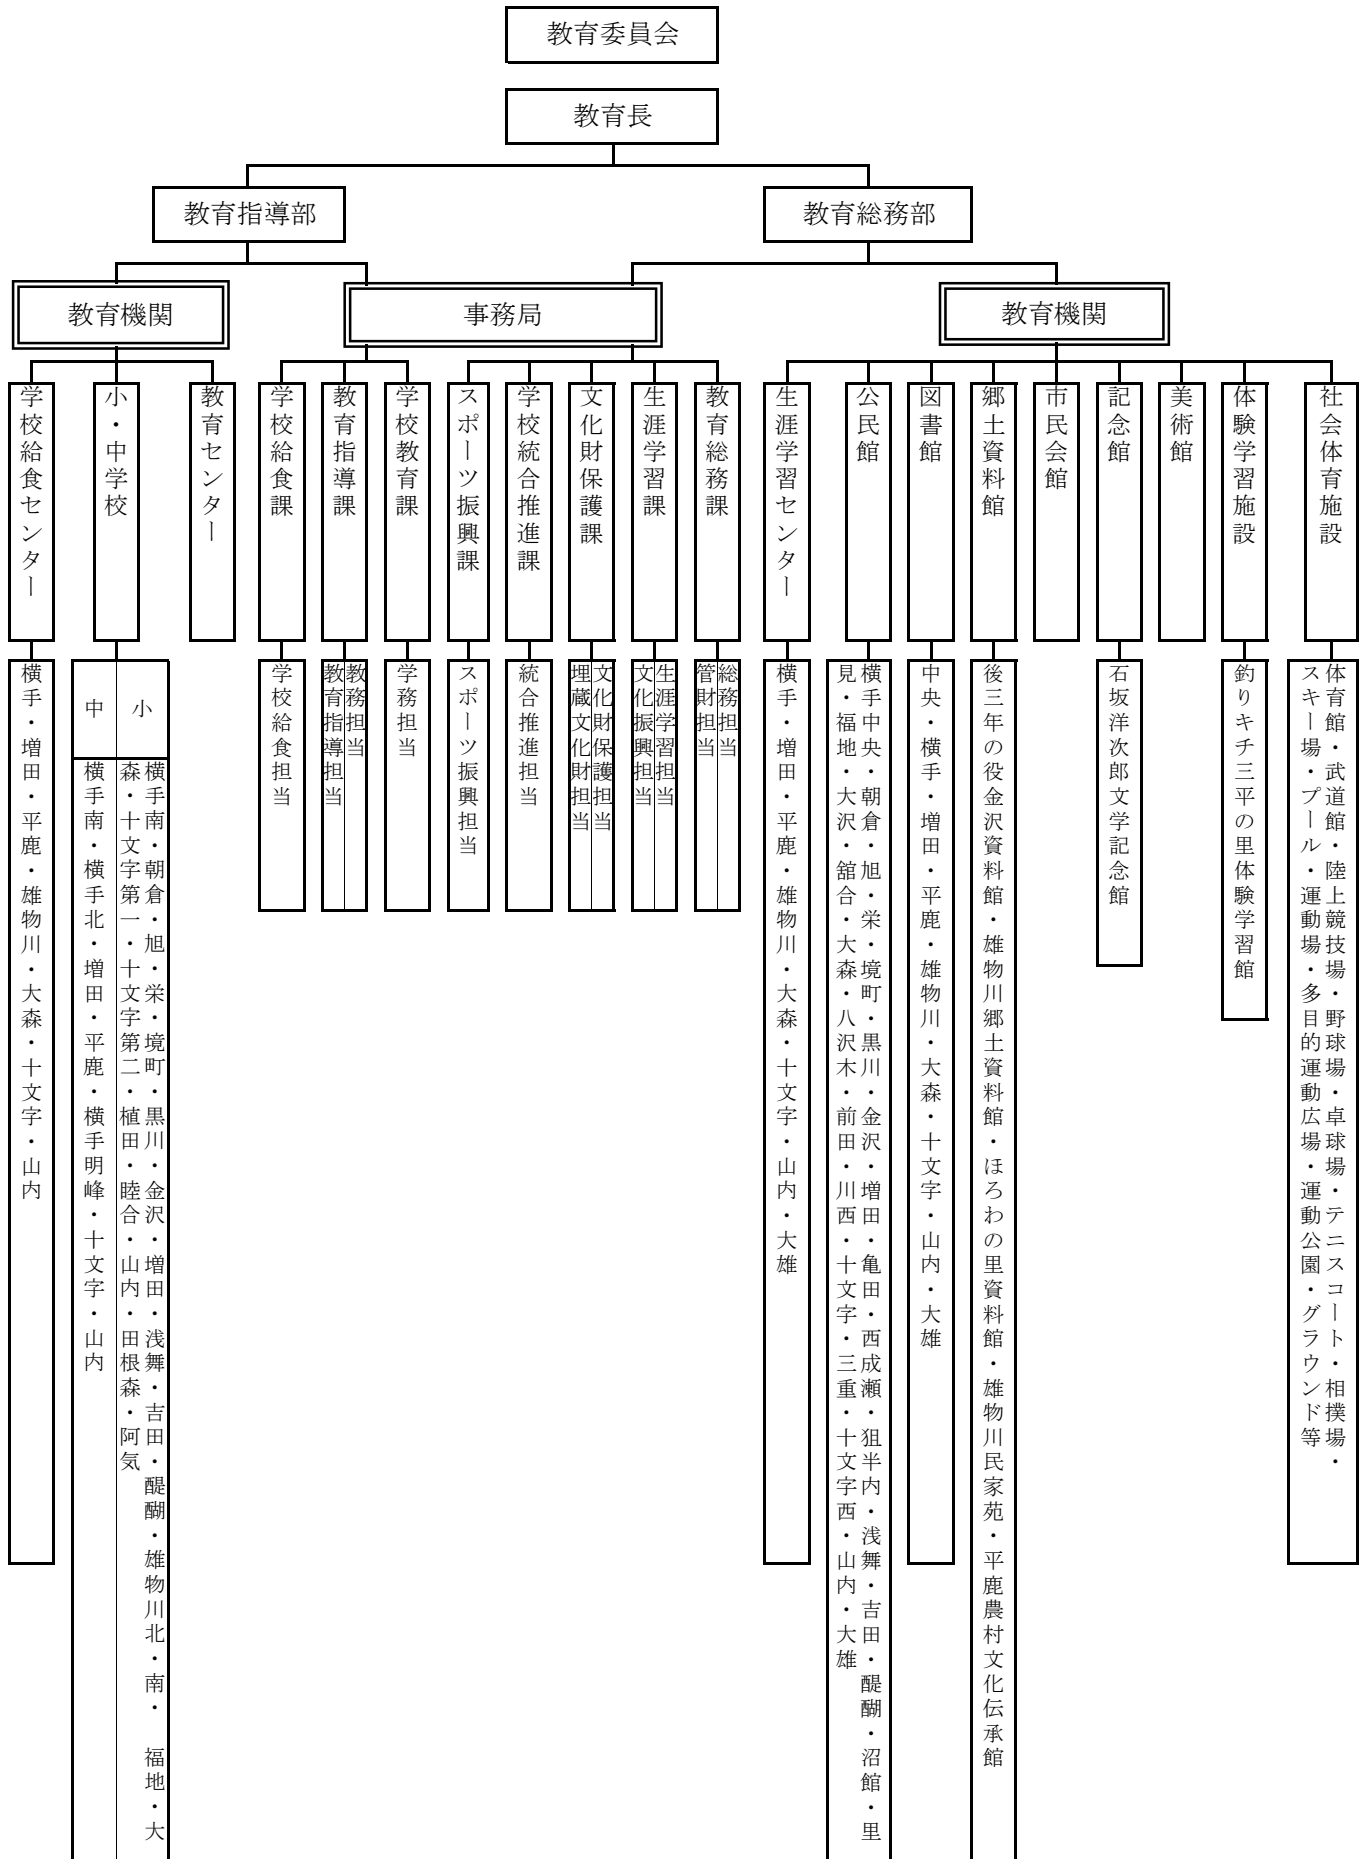 教育委員会
教育長
教育指導部
教育総務部
教育機関
事務局
教育機関
学校給食センター
小・中学校
教育センター
学校給食課
教育指導課
学校教育課
スポーツ振興課
学校統合推進課
文化財保護課
生涯学習課
教育総務課
生涯学習センター
公民館
図書館
郷土資料館
市民会館
記念館
美術館
体験学習施設
社会体育施設
横手・増田・平鹿・雄物川・大森・十文字・山内
中
小
横手南・横手北・増田・平鹿・横手明峰・十文字・山内
横手南・朝倉・旭・栄・境町・黒川・金沢・増田・浅舞・吉田・醍醐・雄物川北・南・ 福地・大
森・十文字第一・十文字第二・植田・睦合・山内・田根森・阿気
学校給食担当
教務担当
教育指導担当
学務担当
スポーツ振興担当
統合推進担当
文化財保護担当
埋蔵文化財担当
生涯学習担当
文化振興担当
総務担当
管財担当
横手・増田・平鹿・雄物川・大森・十文字・山内・大雄
横手中央・朝倉・旭・栄・境町・黒川・金沢・増田・亀田・西成瀬・狙半内・浅舞・吉田・醍醐・沼館・里
見・福地・大沢・舘合・大森・八沢木・前田・川西・十文字・三重・十文字西・山内・大雄
中央・横手・増田・平鹿・雄物川・大森・十文字・山内・大雄
後三年の役金沢資料館・雄物川郷土資料館・ほろわの里資料館・雄物川民家苑・平鹿農村文化伝承館
石坂洋次郎文学記念館
釣りキチ三平の里体験学習館
体育館・武道館・陸上競技場・野球場・卓球場・テニスコート・相撲場・
スキー場・プール・運動場・多目的運動広場・運動公園・グラウンド等